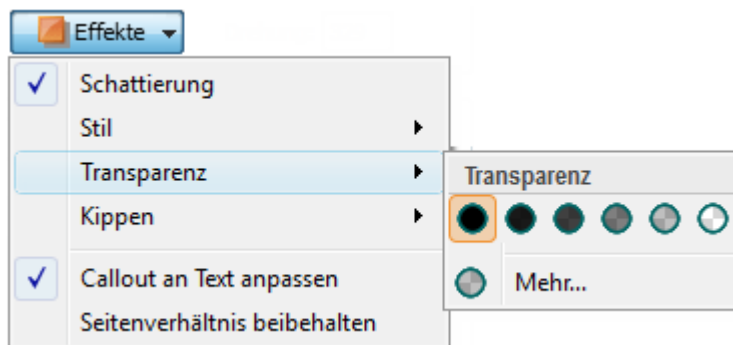 Effekte
Schattierung
Stil
Transparenz
Transparenz
Kippen
Mehr...
Callout an Text anpassen
Seitenverhältnis beibehalten